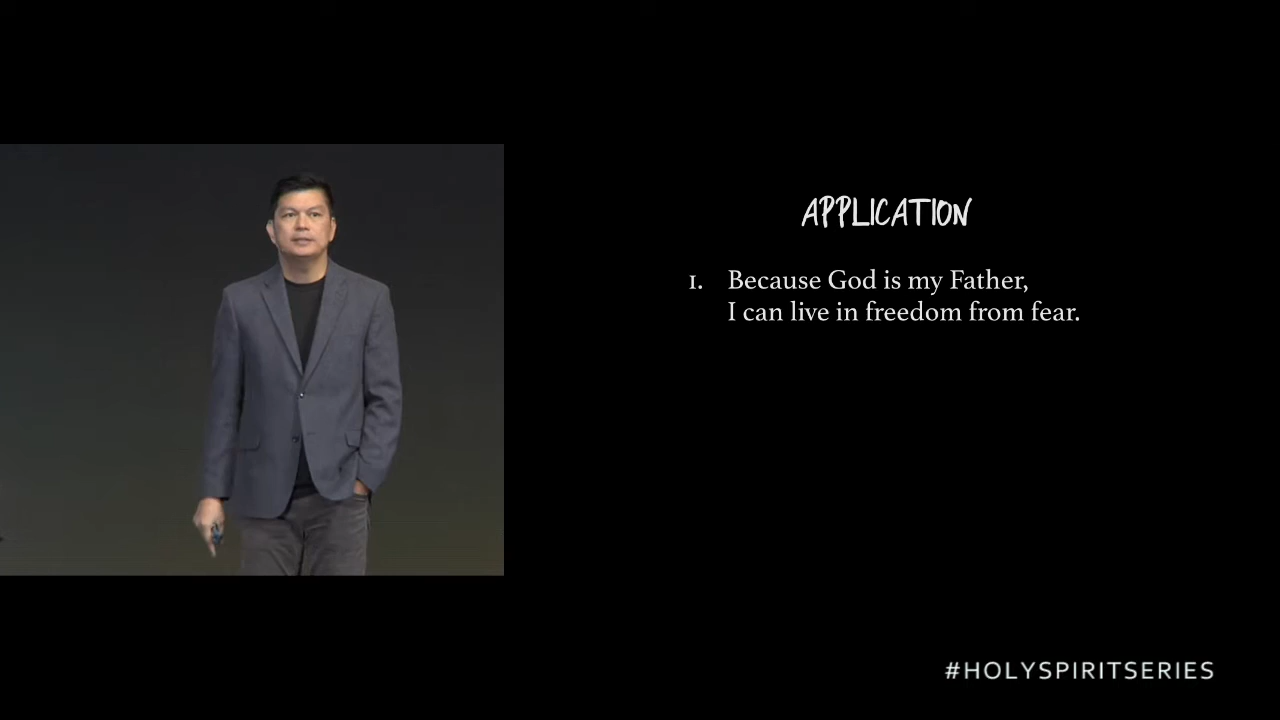 APPLICATION
1. Because God is my Father,
I can live in freedom from fear.
#HOLYSPIRITSERIES